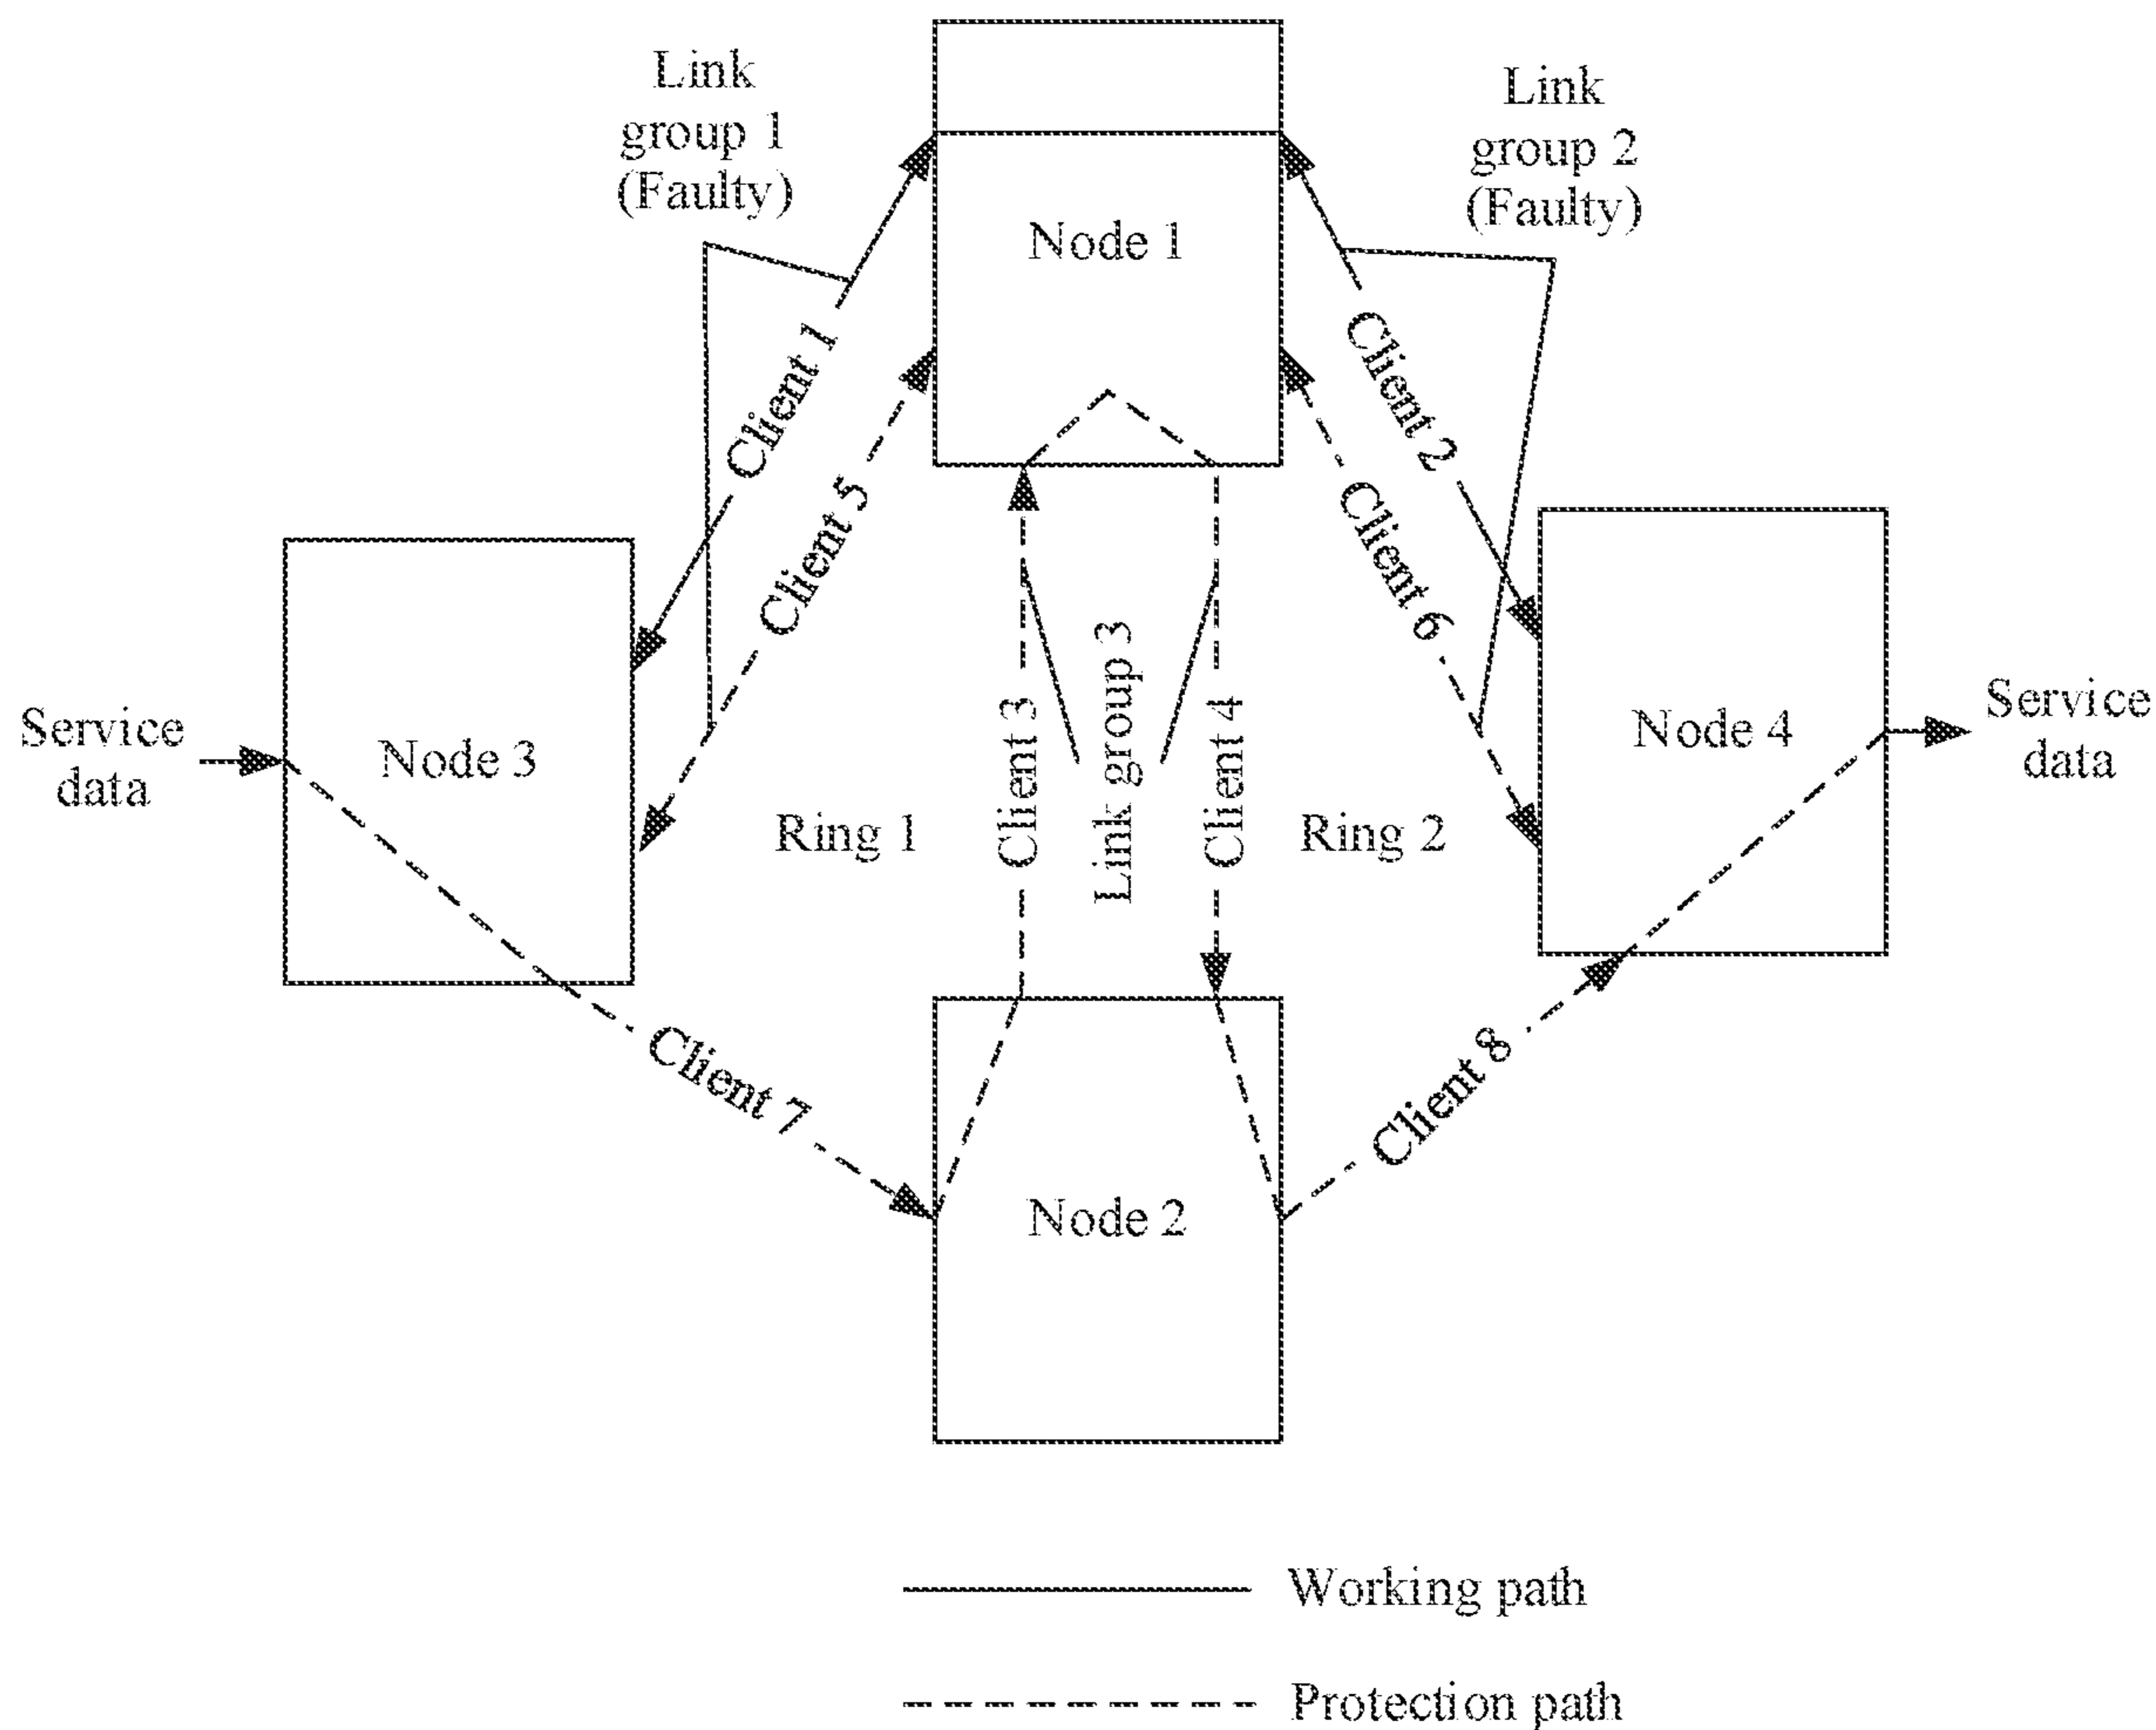 Link
group 1
(Faulty)
Link
group 2
(Faulty)
Node 1
Client 1
Client 2
Client 5
Client 6
Service
data
Node 3
Ring 1
Client 3
Link group 3
Client 4
Ring 2
Node 4
Service
data
Client 7
Client 8
Node 2
Working path
Protection path